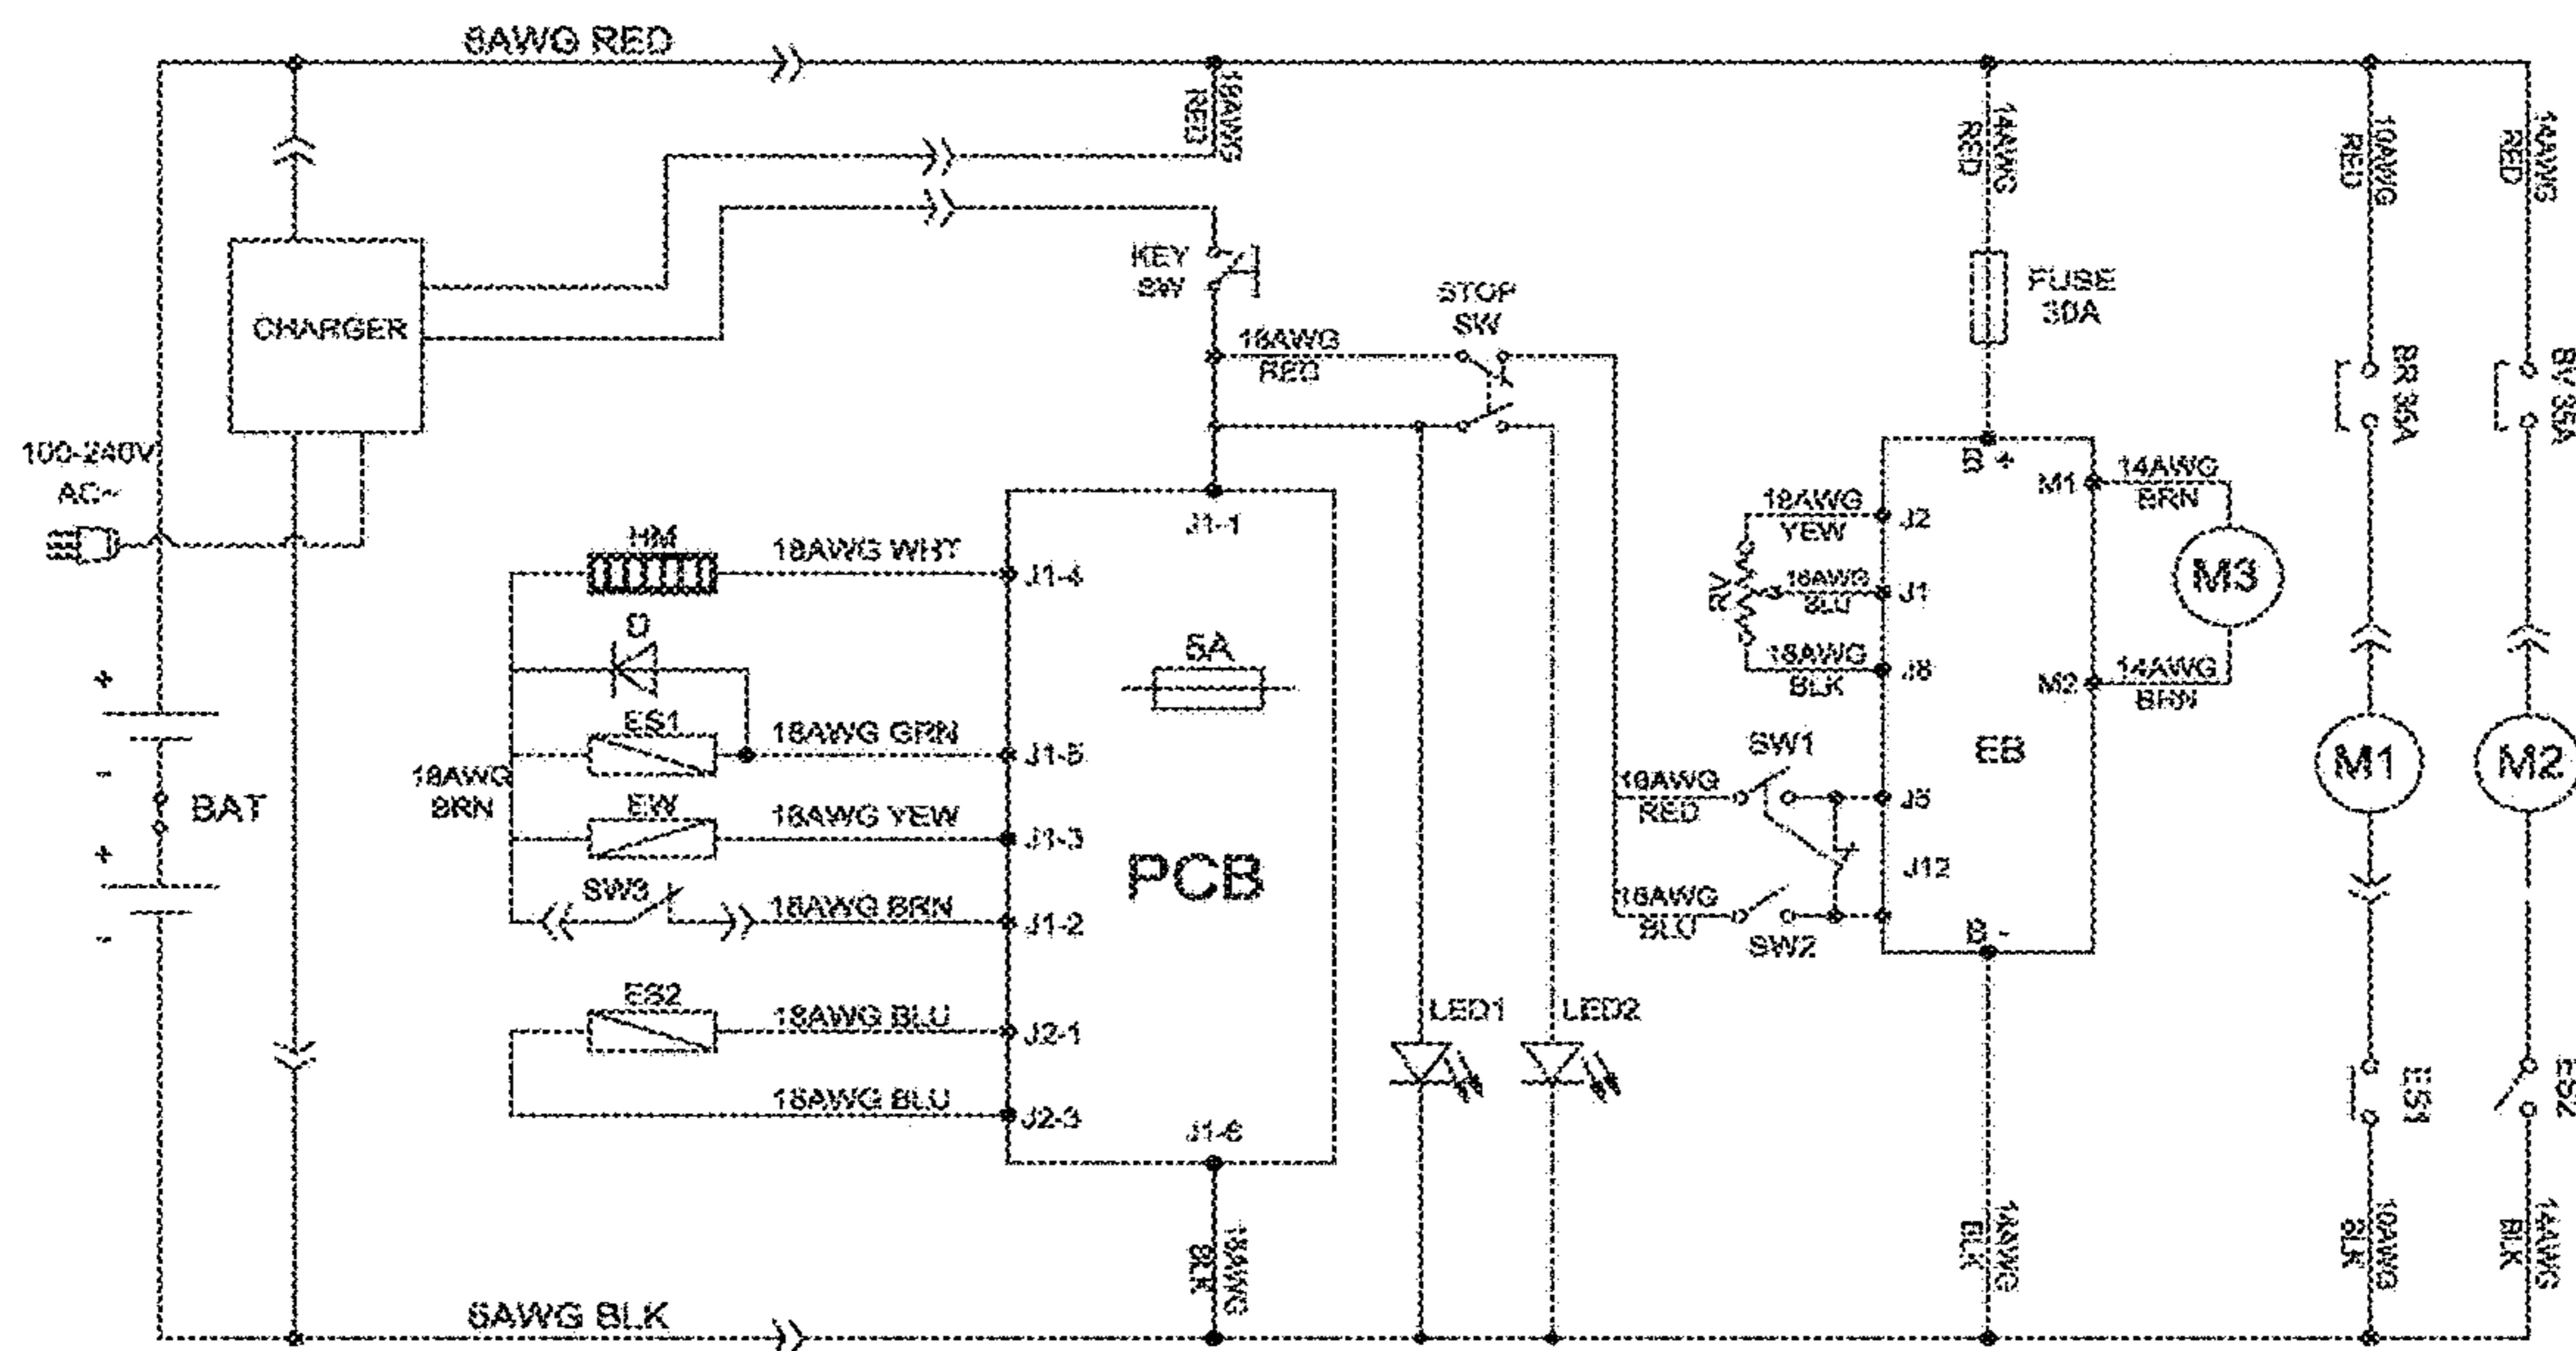 6AWG RED
18AWG
RED
14AWG
RED
10AWG
RED
14AWG
RED
CHARGER
KEY
SW
STOP
SW
FUSE
30A
18AWG
RED
BR 35A
BV 35A
100-240V
AC~
J1-1
B +
M1
14AWG
BRN
18AWG
YEW
J2
HM
18AWG WHT
J1-4
RV
18AWG
BLU
J1
M3
D
5A
18AWG
BLK
J8
M2
14AWG
BRN
+
-
BAT
+
-
18AWG
BRN
ES1
18AWG GRN
J1-5
SW1
EB
M1
M2
EW
18AWG YEW
J1-3
18AWG
RED
J5
PCB
J12
SW3
18AWG BRN
J1-2
18AWG
BLU
SW2
B -
ES2
18AWG BLU
J2-1
LED1
LED2
18AWG BLU
J2-3
J1-6
ES1
ES2
18AWG
BLK
14AWG
BLK
10AWG
BLK
14AWG
BLK
6AWG BLK